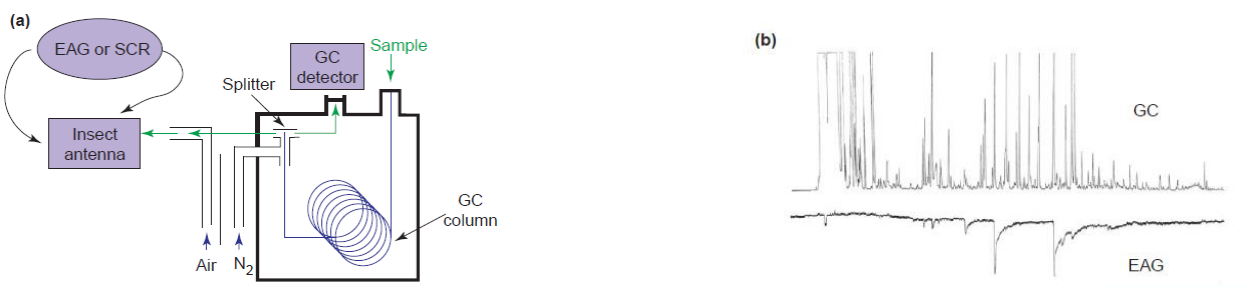 (a)
EAG or SCR
Insect
antenna
Splitter
GC
detector
Sample
GC
column
Air
N2
(b)
GC
EAG